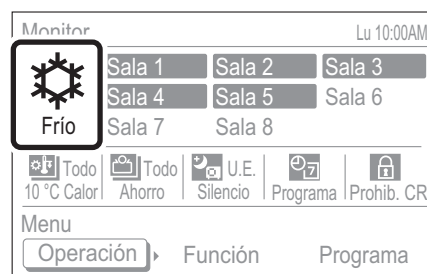 Monitor Lu 10:00AM
Sala 1 Sala 2 Sala 3
Sala 4 Sala 5 Sala 6
Frío Sala 7 Sala 8
Todo Todo U.E. 7
10 °C Calor Ahorro Silencio Programa Prohib. CR
Menu
Operación Función Programa